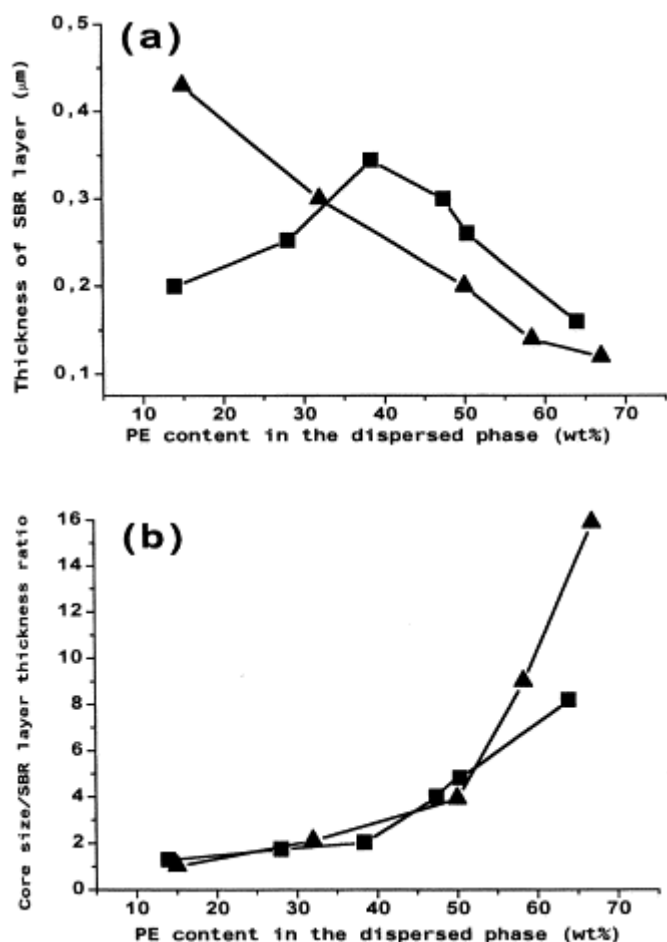 (a)
Thickness of SBR layer (μm)
0,5
0,4
0,3
0,2
0,1
10 20 30 40 50 60 70
PE content in the dispersed phase (wt%)
(b)
Core size/SBR layer thickness ratio
16
14
12
10
8
6
4
2
0
10 20 30 40 50 60 70
PE content in the dispersed phase (wt%)